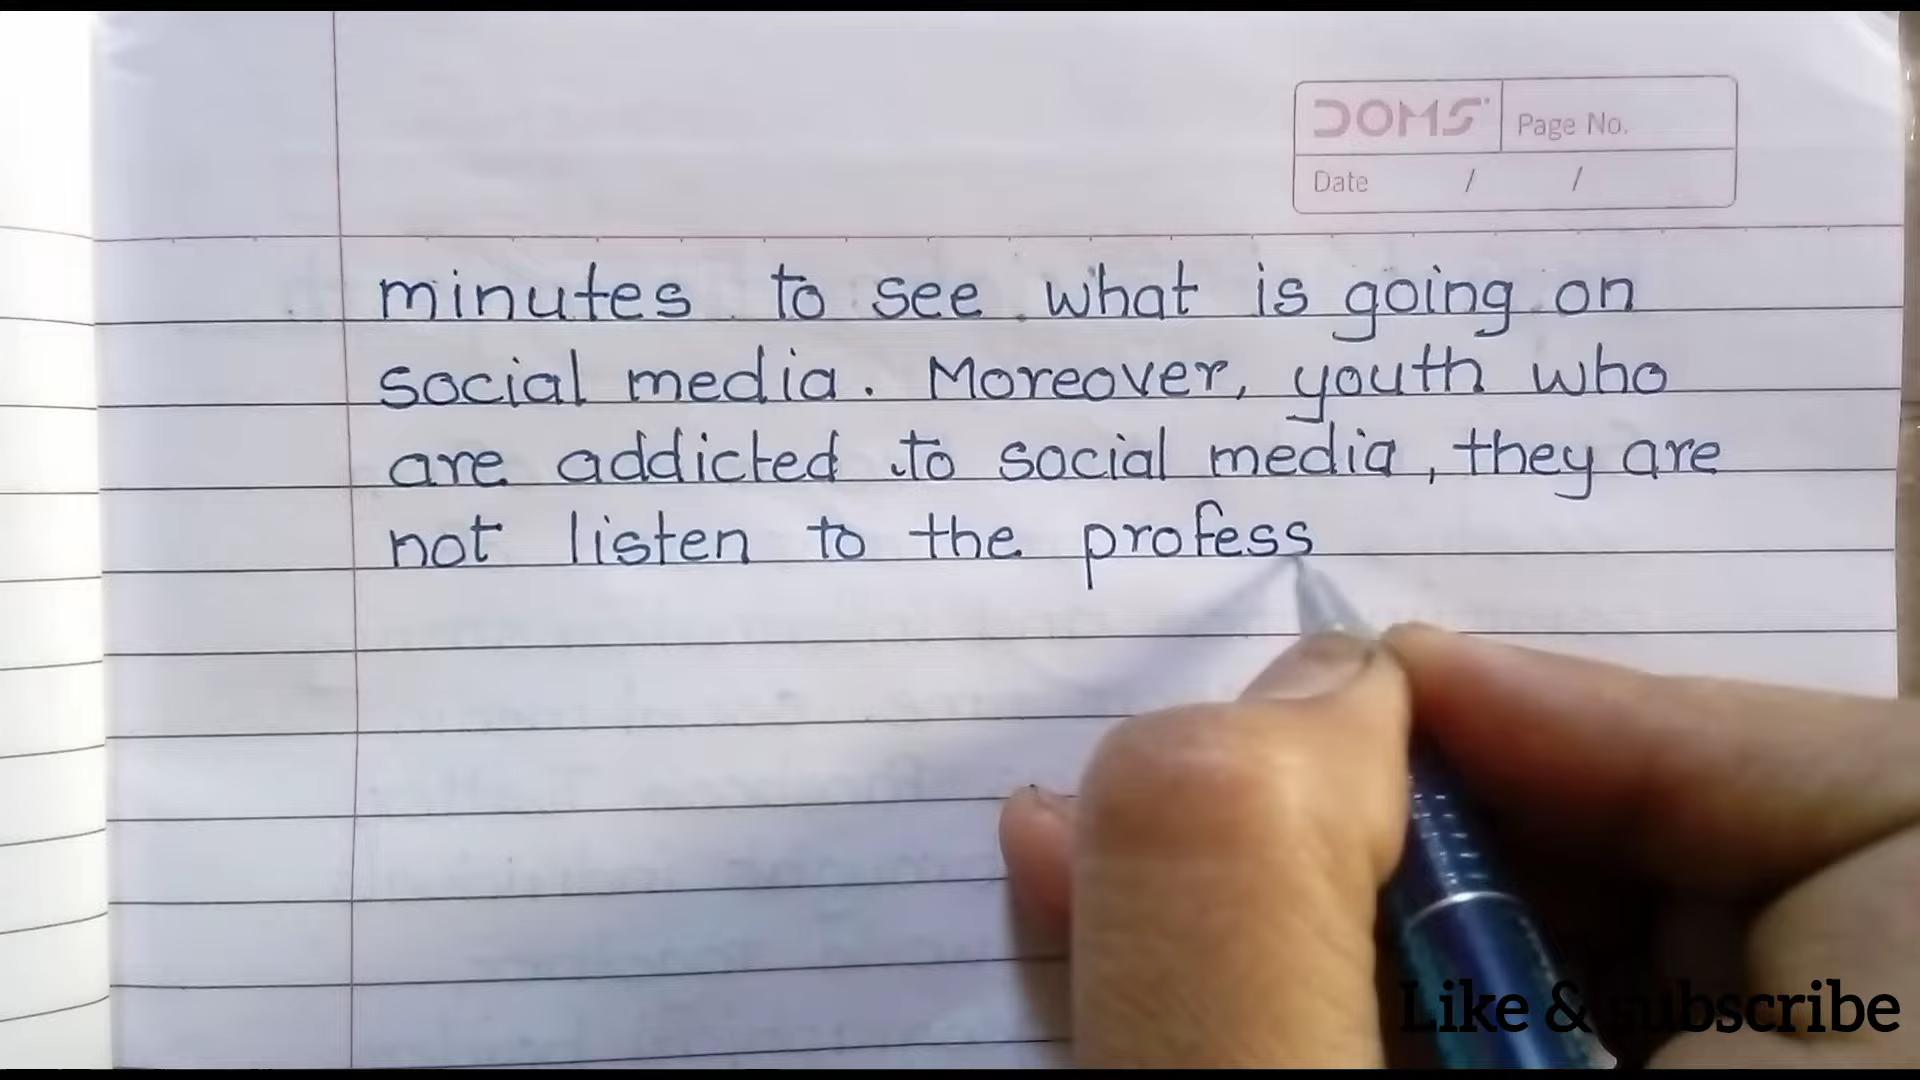 DOMS
Page No.
Date / /
minutes to see what is going on
social media. Moreover, youth who
are addicted to social media, they are
not listen to the profess
Like & subscribe